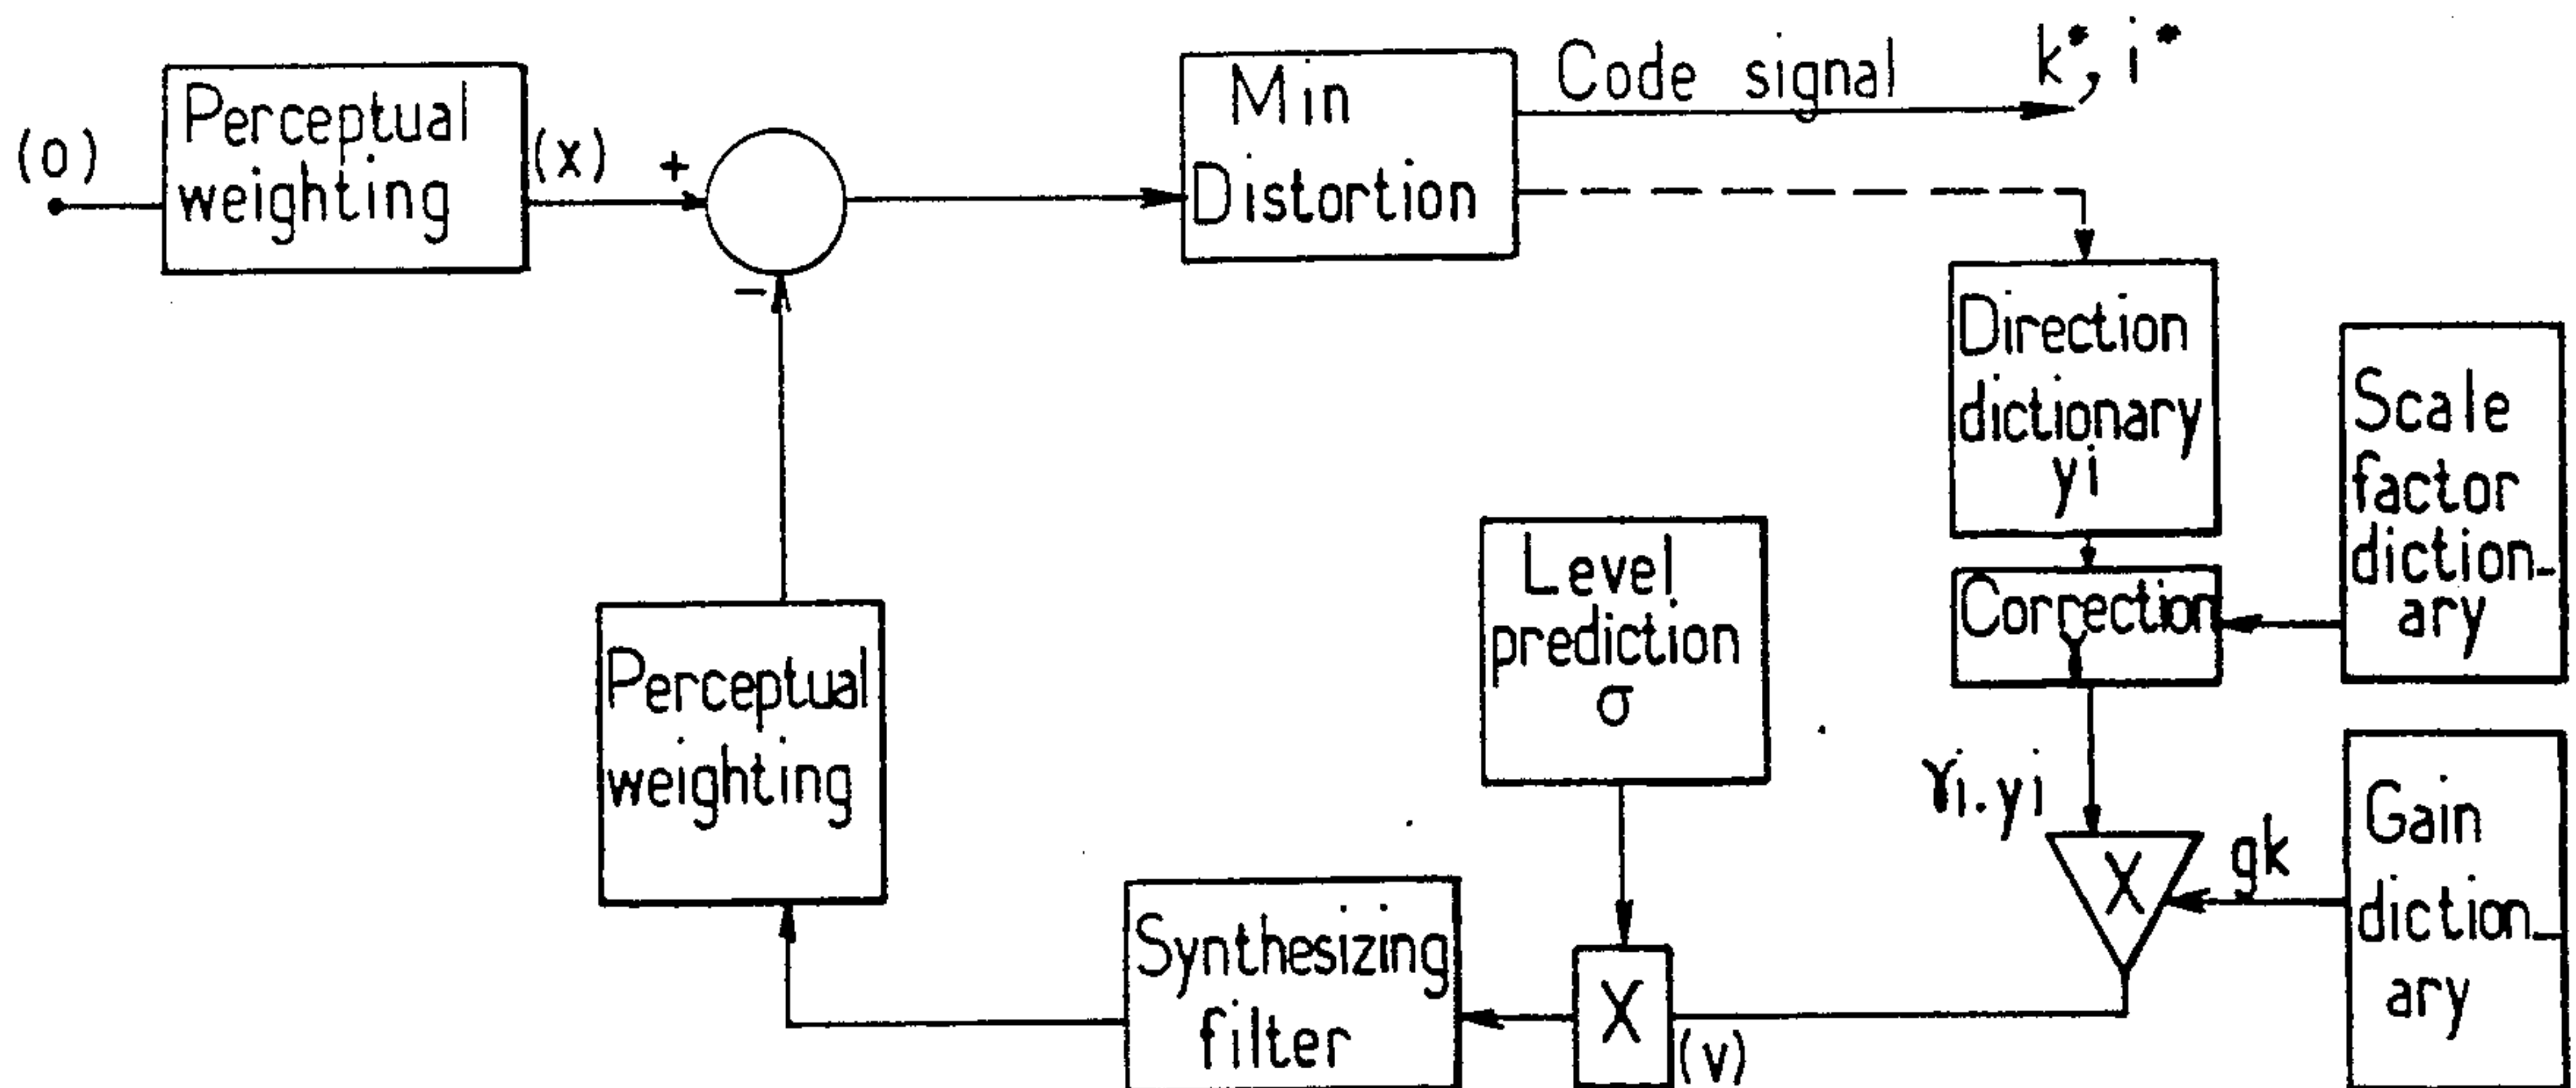 (o)
Perceptual
weighting
(x)
+
-
Min
Distortion
Code signal
k*, i*
Direction
dictionary
yi
Scale
factor
diction-
ary
Correction
γ
γi.yi
X
gk
Gain
diction-
ary
Level
prediction
σ
X
(v)
Synthesizing
filter
Perceptual
weighting